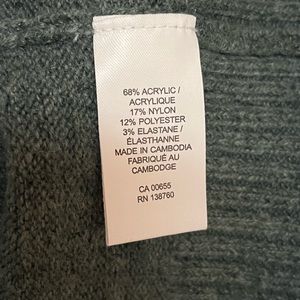 68% ACRYLIC /
ACRYLIQUE
17% NYLON
12% POLYESTER
3% ELASTANE /
ÉLASTHANNE
MADE IN CAMBODIA
FABRIQUÉ AU
CAMBODGE
CA 00655
RN 138760